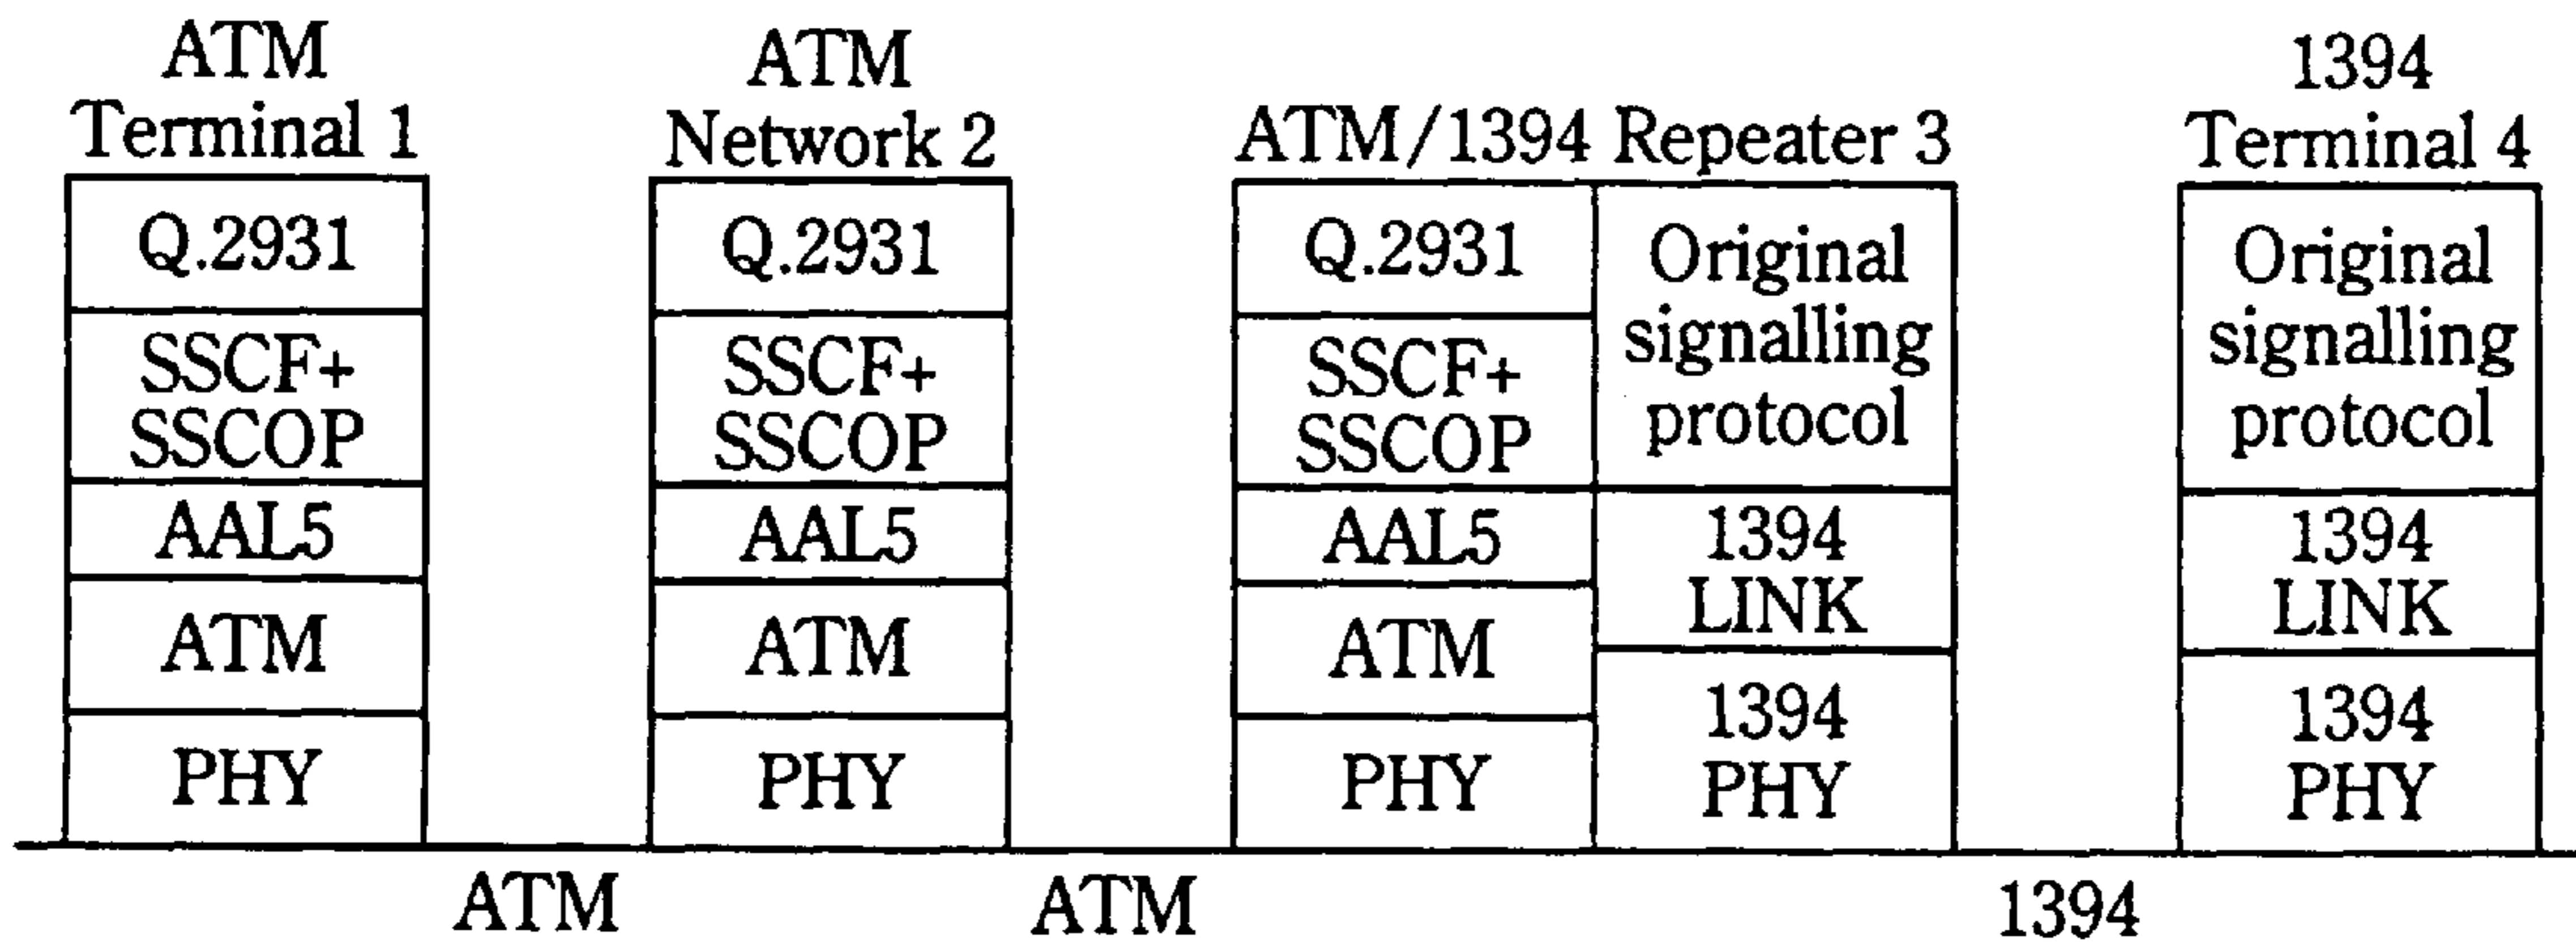 ATM
Terminal 1
Q.2931
SSCF+
SSCOP
AAL5
ATM
PHY
ATM
Network 2
Q.2931
SSCF+
SSCOP
AAL5
ATM
PHY
ATM/1394 Repeater 3
Q.2931
SSCF+
SSCOP
AAL5
ATM
PHY
Original
signalling
protocol
1394
LINK
1394
PHY
1394
Terminal 4
Original
signalling
protocol
1394
LINK
1394
PHY
ATM
ATM
1394